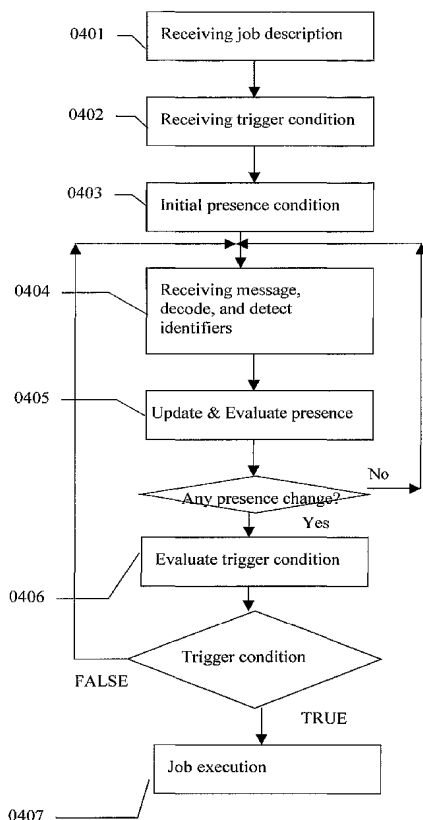 0401
Receiving job description
0402
Receiving trigger condition
0403
Initial presence condition
0404
Receiving message,
decode, and detect
identifiers
0405
Update & Evaluate presence
No
Any presence change?
Yes
Evaluate trigger condition
0406
Trigger condition
FALSE
TRUE
Job execution
0407